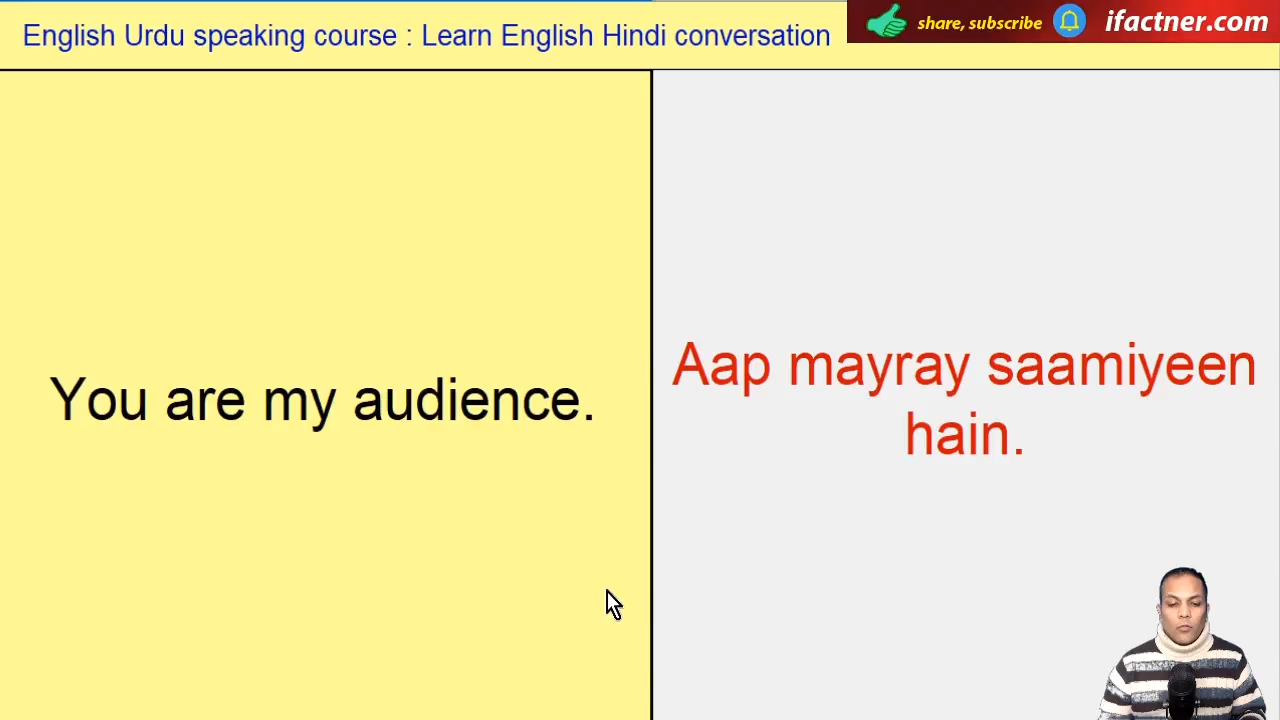 English Urdu speaking course : Learn English Hindi conversation
share, subscribe
ifactner.com
You are my audience.
Aap mayray saamiyeen
hain.